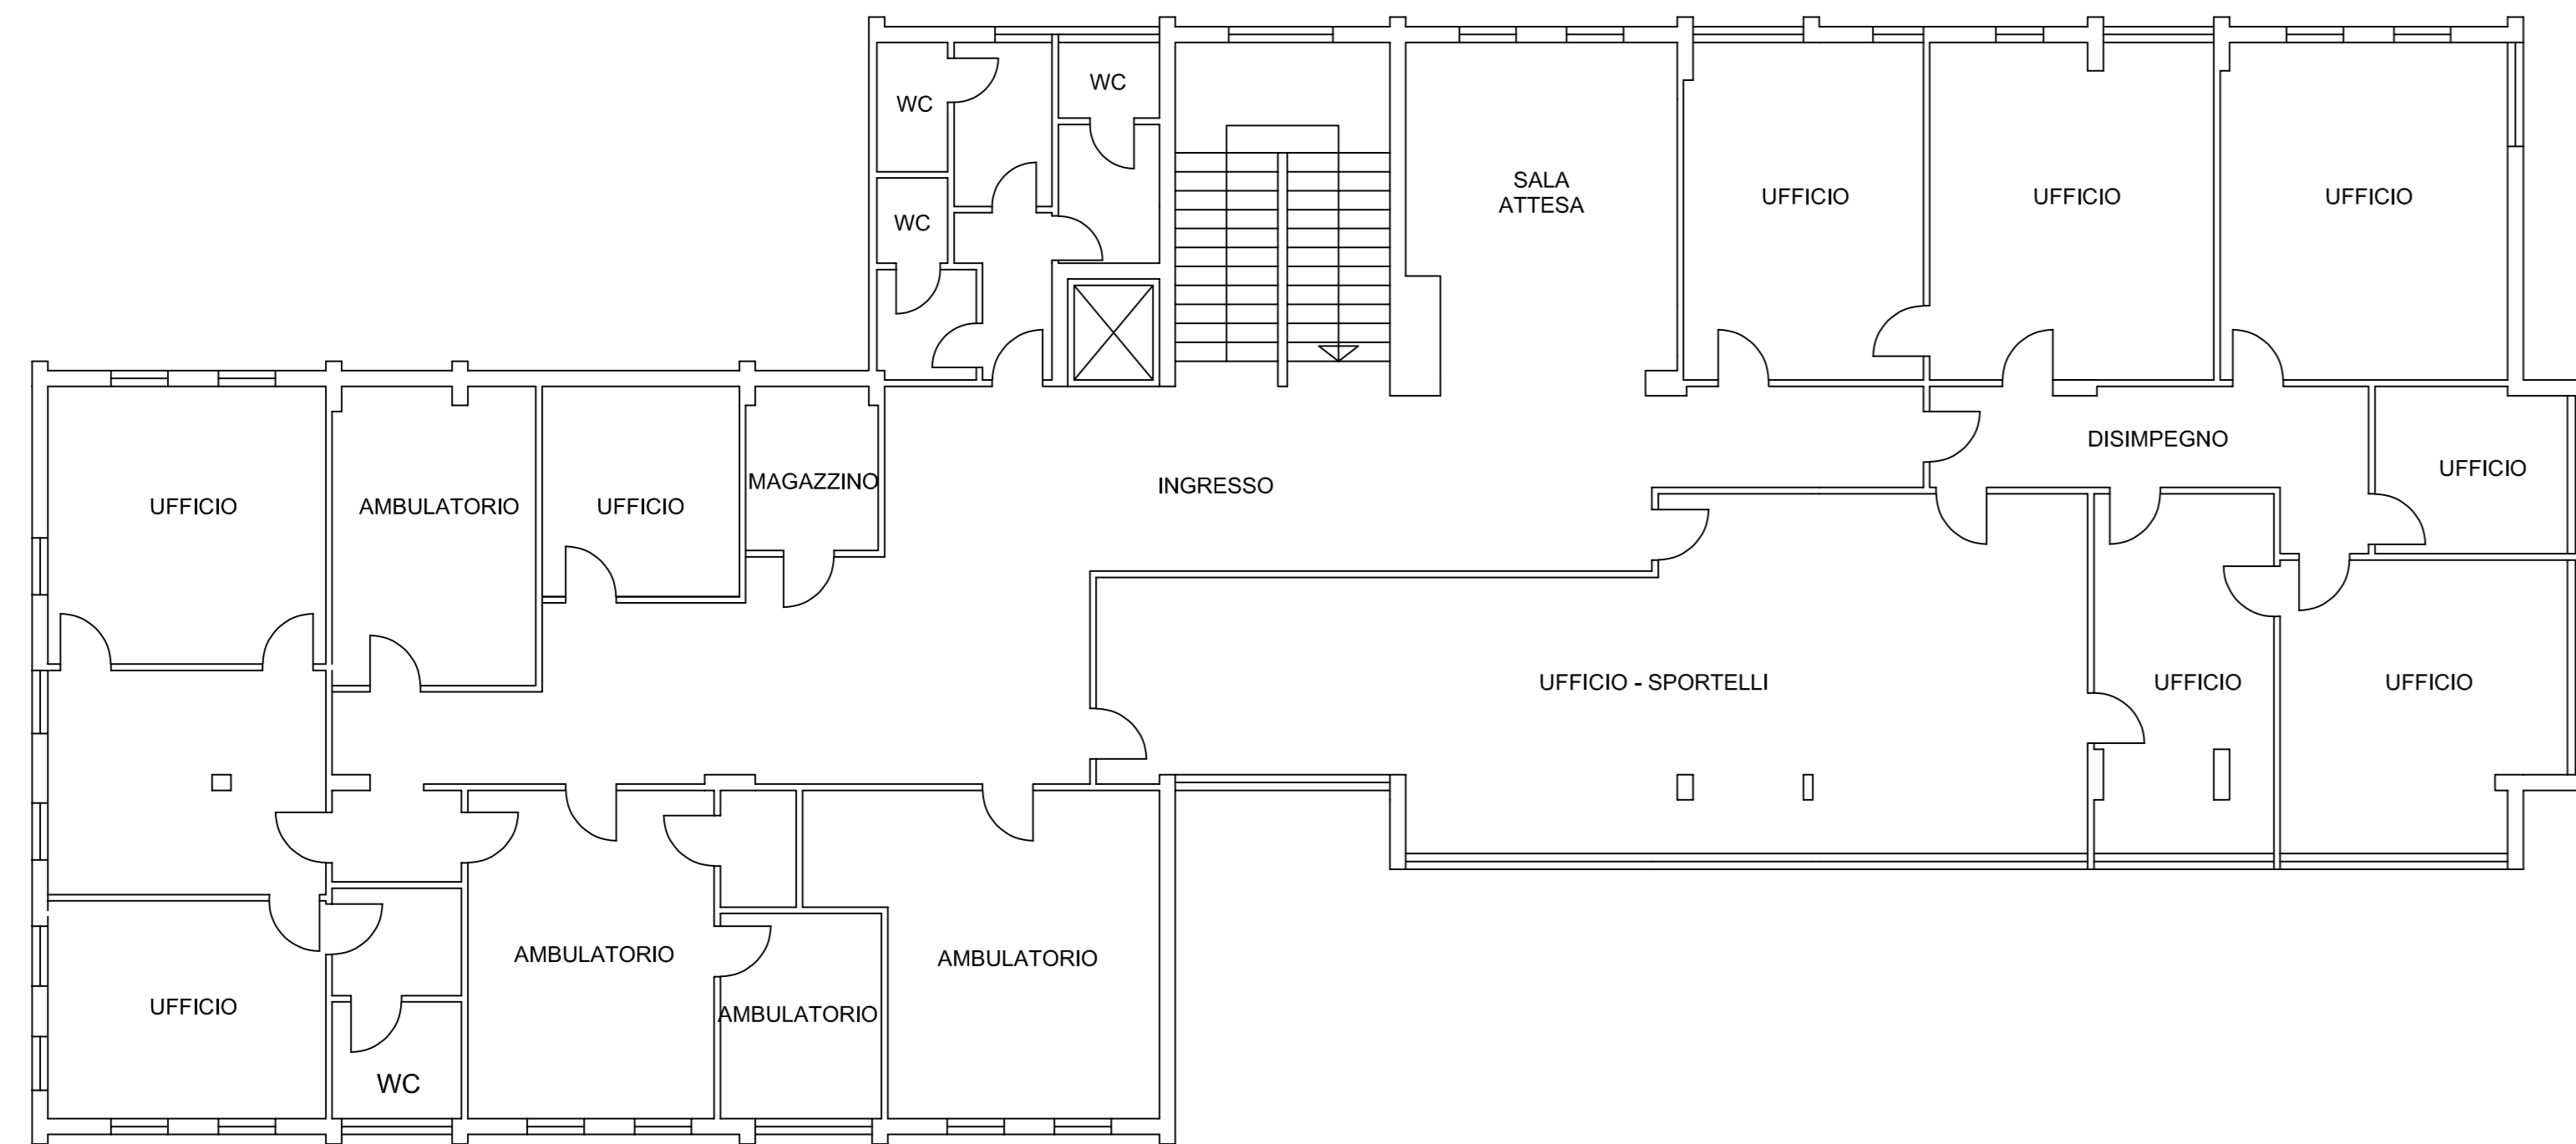 WC
WC
WC
SALA
ATTESA
UFFICIO
UFFICIO
UFFICIO
DISIMPEGNO
UFFICIO
UFFICIO
AMBULATORIO
UFFICIO
MAGAZZINO
INGRESSO
UFFICIO - SPORTELLI
UFFICIO
UFFICIO
AMBULATORIO
AMBULATORIO
UFFICIO
AMBULATORIO
WC